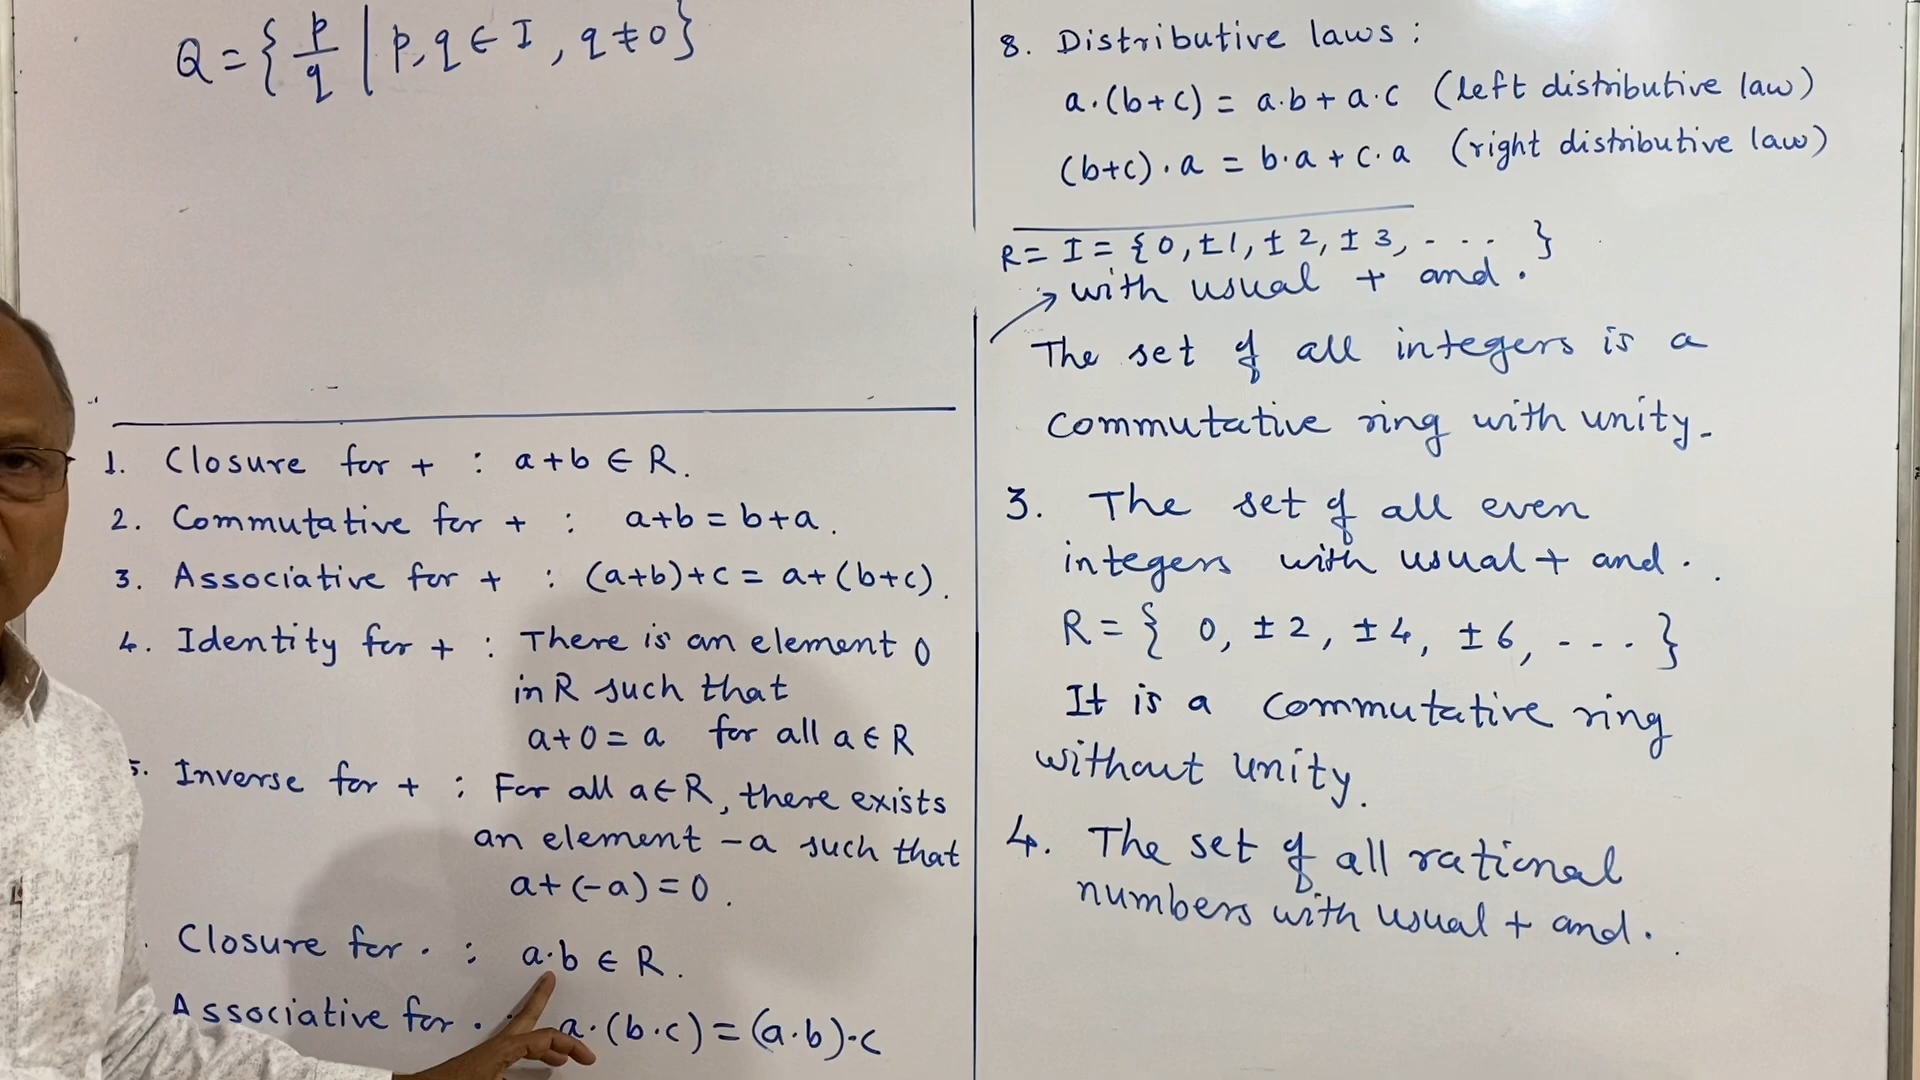 Q = { p/q | p, q ∈ I, q ≠ 0 }
1. Closure for + : a+b ∈ R.
2. Commutative for + : a+b = b+a.
3. Associative for + : (a+b)+c = a+(b+c).
4. Identity for + : There is an element 0
in R such that
a+0 = a for all a ∈ R
5. Inverse for + : For all a ∈ R, there exists
an element -a such that
a+(-a) = 0.
Closure for · : a·b ∈ R.
Associative for · : a·(b·c) = (a·b)·c
8. Distributive laws :
a·(b+c) = a·b + a·c (left distributive law)
(b+c)·a = b·a + c·a (right distributive law)
R = I = { 0, ±1, ±2, ±3, - - - - }
with usual + and ·
The set of all integers is a
commutative ring with unity.
3. The set of all even
integers with usual + and · .
R = { 0, ±2, ±4, ±6, - - - - }
It is a commutative ring
without unity.
4. The set of all rational
numbers with usual + and · .